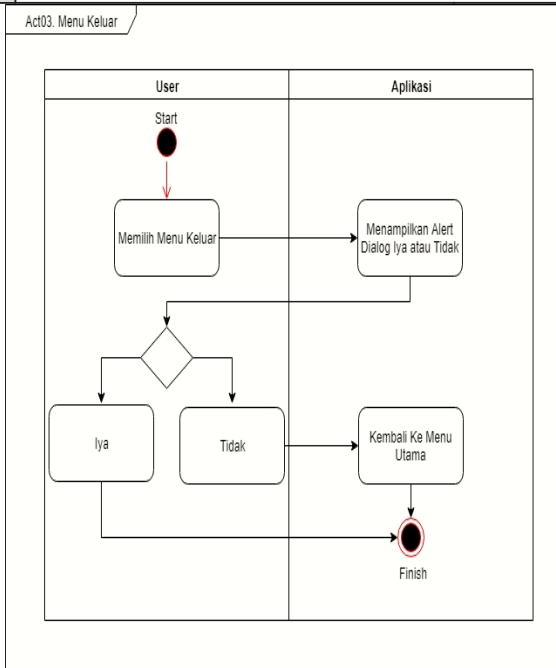 Act03. Menu Keluar
User
Aplikasi
Start
Memilih Menu Keluar
Menampilkan Alert
Dialog Iya atau Tidak
Iya
Tidak
Kembali Ke Menu
Utama
Finish